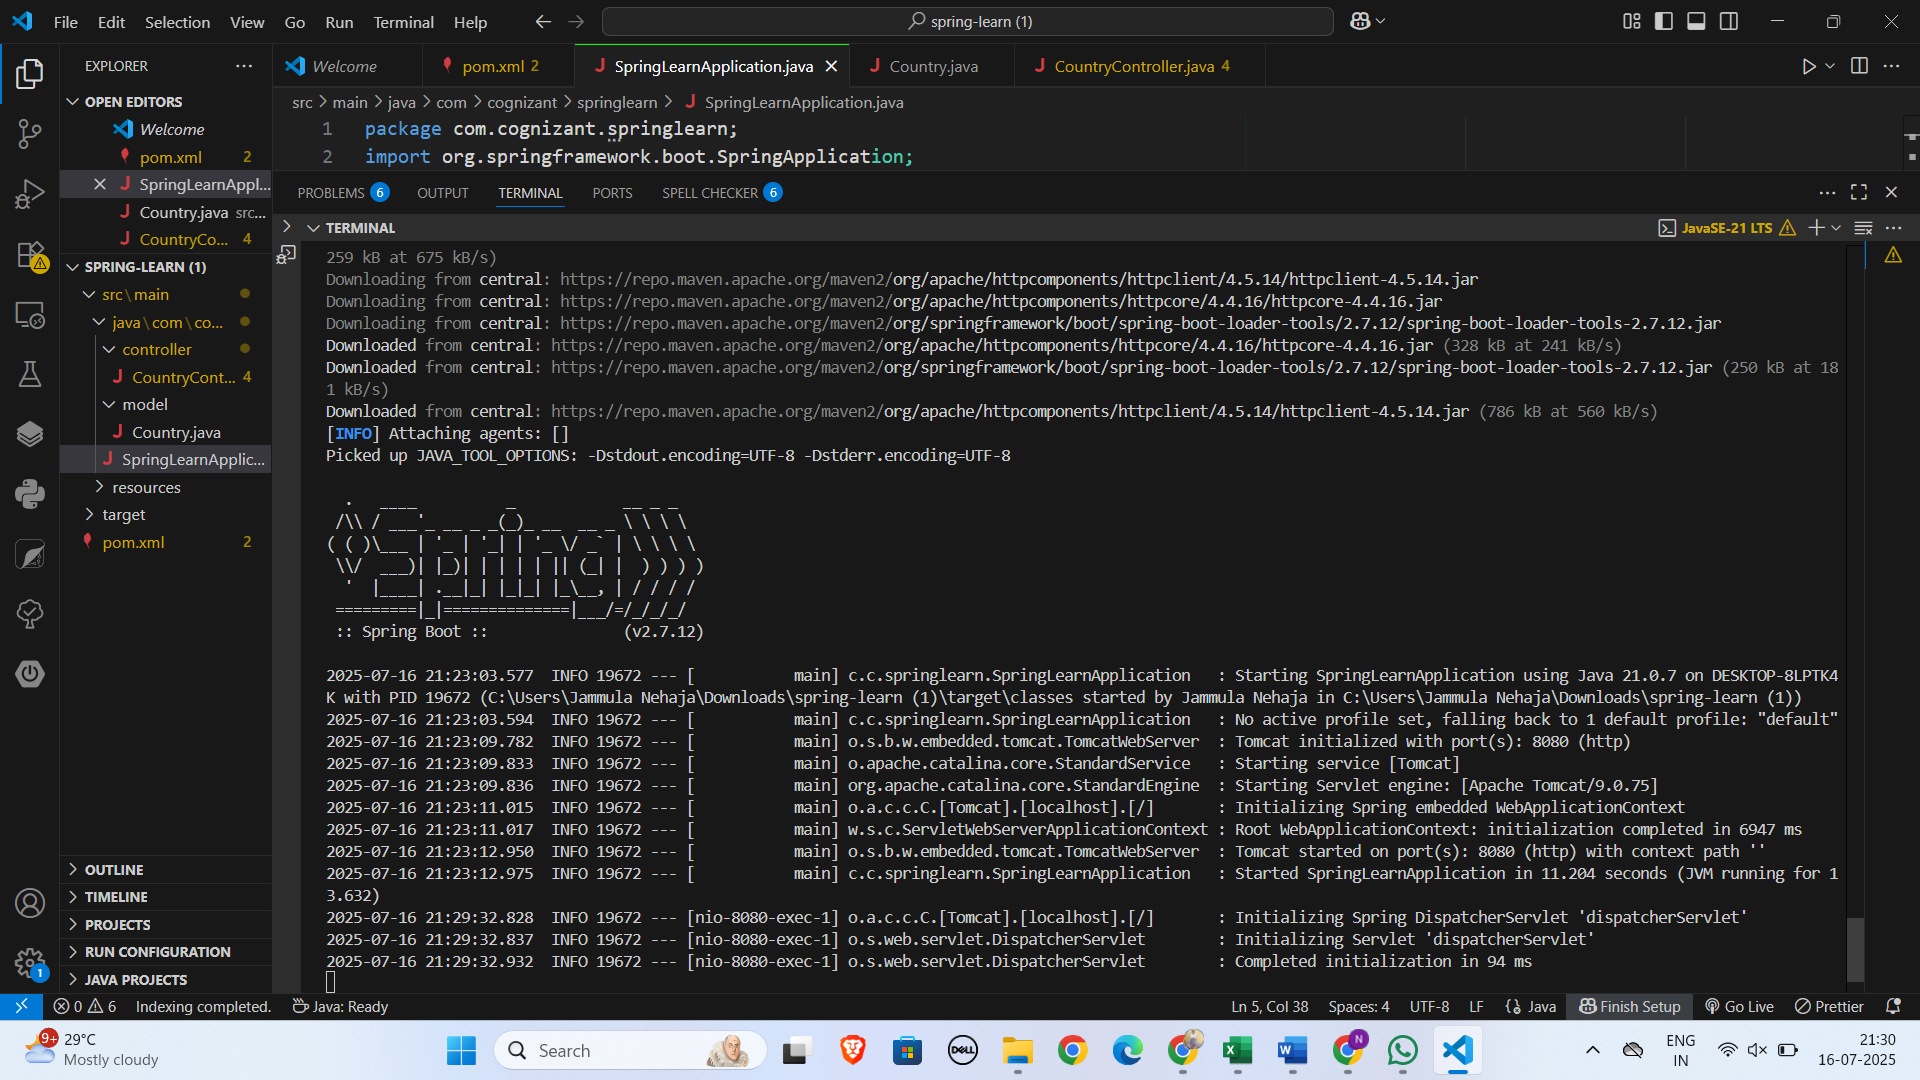 File Edit Selection View Go Run Terminal Help
spring-learn (1)
EXPLORER
OPEN EDITORS
Welcome
pom.xml 2
SpringLearnAppl...
Country.java src...
CountryCo... 4
SPRING-LEARN (1)
src\main
java\com\co...
controller
CountryCont... 4
model
Country.java
SpringLearnApplic...
resources
target
pom.xml 2
OUTLINE
TIMELINE
PROJECTS
RUN CONFIGURATION
JAVA PROJECTS
Welcome pom.xml 2 SpringLearnApplication.java Country.java CountryController.java 4
src > main > java > com > cognizant > springlearn > SpringLearnApplication.java
1 package com.cognizant.springlearn;
2 import org.springframework.boot.SpringApplication;
PROBLEMS 6 OUTPUT TERMINAL PORTS SPELL CHECKER 6
TERMINAL
JavaSE-21 LTS
259 kB at 675 kB/s)
Downloading from central: https://repo.maven.apache.org/maven2/org/apache/httpcomponents/httpclient/4.5.14/httpclient-4.5.14.jar
Downloading from central: https://repo.maven.apache.org/maven2/org/apache/httpcomponents/httpcore/4.4.16/httpcore-4.4.16.jar
Downloading from central: https://repo.maven.apache.org/maven2/org/springframework/boot/spring-boot-loader-tools/2.7.12/spring-boot-loader-tools-2.7.12.jar
Downloaded from central: https://repo.maven.apache.org/maven2/org/apache/httpcomponents/httpcore/4.4.16/httpcore-4.4.16.jar (328 kB at 241 kB/s)
Downloaded from central: https://repo.maven.apache.org/maven2/org/springframework/boot/spring-boot-loader-tools/2.7.12/spring-boot-loader-tools-2.7.12.jar (250 kB at 18
1 kB/s)
Downloaded from central: https://repo.maven.apache.org/maven2/org/apache/httpcomponents/httpclient/4.5.14/httpclient-4.5.14.jar (786 kB at 560 kB/s)
[INFO] Attaching agents: []
Picked up JAVA_TOOL_OPTIONS: -Dstdout.encoding=UTF-8 -Dstderr.encoding=UTF-8
Spring
:: Spring Boot :: (v2.7.12)
2025-07-16 21:23:03.577 INFO 19672 --- [ main] c.c.springlearn.SpringLearnApplication : Starting SpringLearnApplication using Java 21.0.7 on DESKTOP-8LPTK4
K with PID 19672 (C:\Users\Jammula Nehaja\Downloads\spring-learn (1)\target\classes started by Jammula Nehaja in C:\Users\Jammula Nehaja\Downloads\spring-learn (1))
2025-07-16 21:23:03.594 INFO 19672 --- [ main] c.c.springlearn.SpringLearnApplication : No active profile set, falling back to 1 default profile: "default"
2025-07-16 21:23:09.782 INFO 19672 --- [ main] o.s.b.w.embedded.tomcat.TomcatWebServer : Tomcat initialized with port(s): 8080 (http)
2025-07-16 21:23:09.833 INFO 19672 --- [ main] o.apache.catalina.core.StandardService : Starting service [Tomcat]
2025-07-16 21:23:09.836 INFO 19672 --- [ main] org.apache.catalina.core.StandardEngine : Starting Servlet engine: [Apache Tomcat/9.0.75]
2025-07-16 21:23:11.015 INFO 19672 --- [ main] o.a.c.c.C.[Tomcat].[localhost].[/] : Initializing Spring embedded WebApplicationContext
2025-07-16 21:23:11.017 INFO 19672 --- [ main] w.s.c.ServletWebServerApplicationContext : Root WebApplicationContext: initialization completed in 6947 ms
2025-07-16 21:23:12.950 INFO 19672 --- [ main] o.s.b.w.embedded.tomcat.TomcatWebServer : Tomcat started on port(s): 8080 (http) with context path ''
2025-07-16 21:23:12.975 INFO 19672 --- [ main] c.c.springlearn.SpringLearnApplication : Started SpringLearnApplication in 11.204 seconds (JVM running for 1
3.632)
2025-07-16 21:29:32.828 INFO 19672 --- [nio-8080-exec-1] o.a.c.c.C.[Tomcat].[localhost].[/] : Initializing Spring DispatcherServlet 'dispatcherServlet'
2025-07-16 21:29:32.837 INFO 19672 --- [nio-8080-exec-1] o.s.web.servlet.DispatcherServlet : Initializing Servlet 'dispatcherServlet'
2025-07-16 21:29:32.932 INFO 19672 --- [nio-8080-exec-1] o.s.web.servlet.DispatcherServlet : Completed initialization in 94 ms
1
0 6 Indexing completed. Java: Ready Ln 5, Col 38 Spaces: 4 UTF-8 LF {} Java Finish Setup Go Live Prettier
9+ 29°C
Mostly cloudy
Search
DELL
N
ENG
IN
21:30
16-07-2025